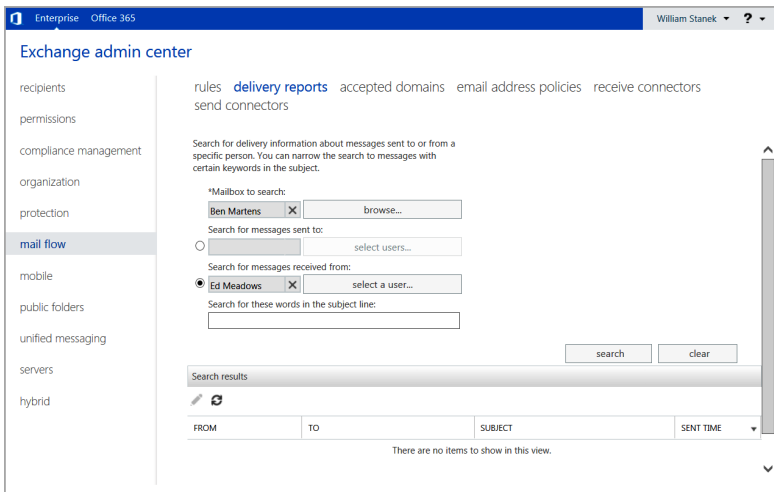 Enterprise Office 365
William Stanek ?
Exchange admin center
recipients
permissions
compliance management
organization
protection
mail flow
mobile
public folders
unified messaging
servers
hybrid
rules delivery reports accepted domains email address policies receive connectors
send connectors
Search for delivery information about messages sent to or from a
specific person. You can narrow the search to messages with
certain keywords in the subject.
*Mailbox to search:
Ben Martens X browse...
Search for messages sent to:
select users...
Search for messages received from:
Ed Meadows X select a user...
Search for these words in the subject line:
search clear
Search results
FROM TO SUBJECT SENT TIME
There are no items to show in this view.